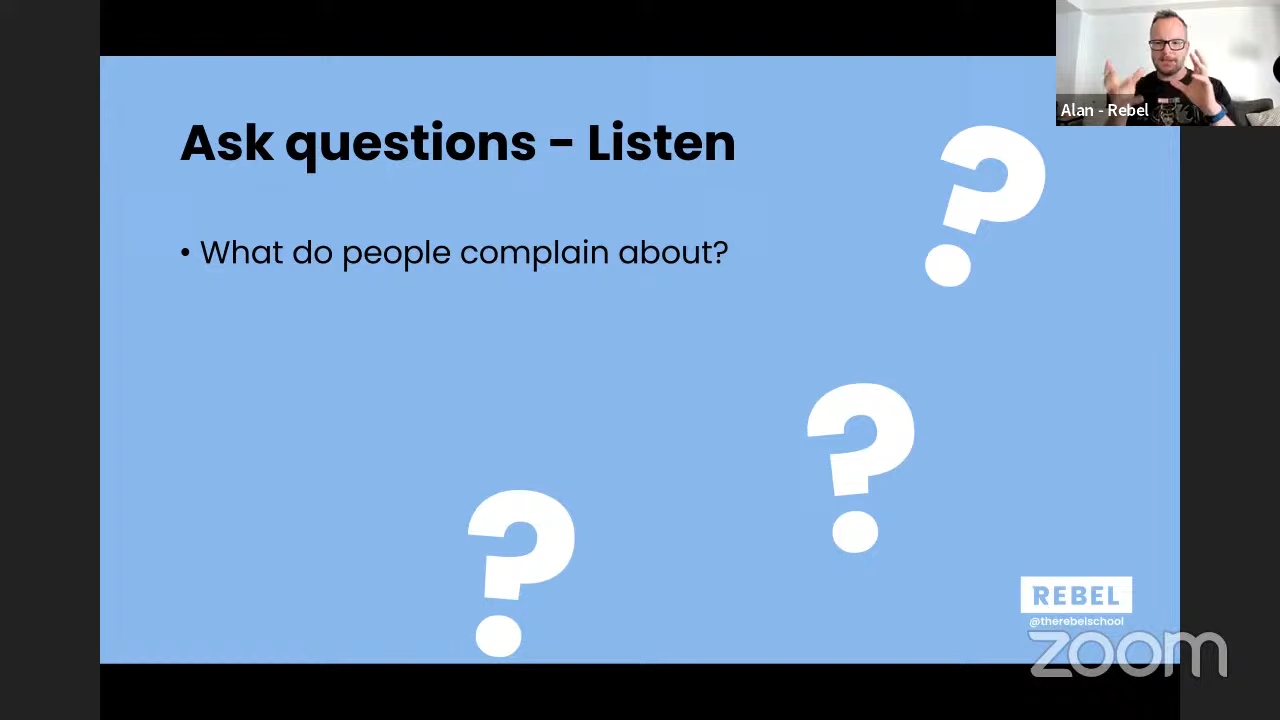 Alan - Rebel
Ask questions - Listen
• What do people complain about?
?
?
?
REBEL
@therebelschool
zoom